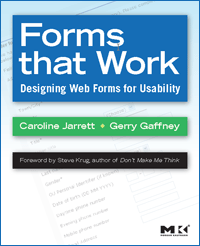 Forms
that Work
Designing Web Forms for Usability
Caroline Jarrett • Gerry Gaffney
Foreword by Steve Krug, author of Don't Make Me Think
MK